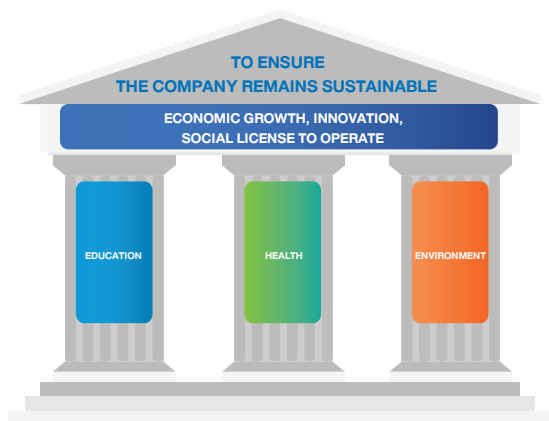 TO ENSURE
THE COMPANY REMAINS SUSTAINABLE
ECONOMIC GROWTH, INNOVATION,
SOCIAL LICENSE TO OPERATE
EDUCATION
HEALTH
ENVIRONMENT